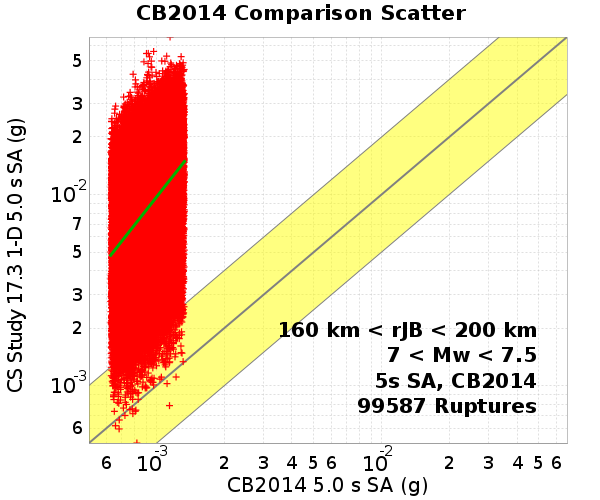 CB2014 Comparison Scatter
CS Study 17.3 1-D 5.0 s SA (g)
5
3
2
10-2
7
5
3
2
10-3
6
160 km < rJB < 200 km
7 < Mw < 7.5
5s SA, CB2014
99587 Ruptures
6 10-3 2 3 4 5 6 10-2 2 3 4 5 6
CB2014 5.0 s SA (g)